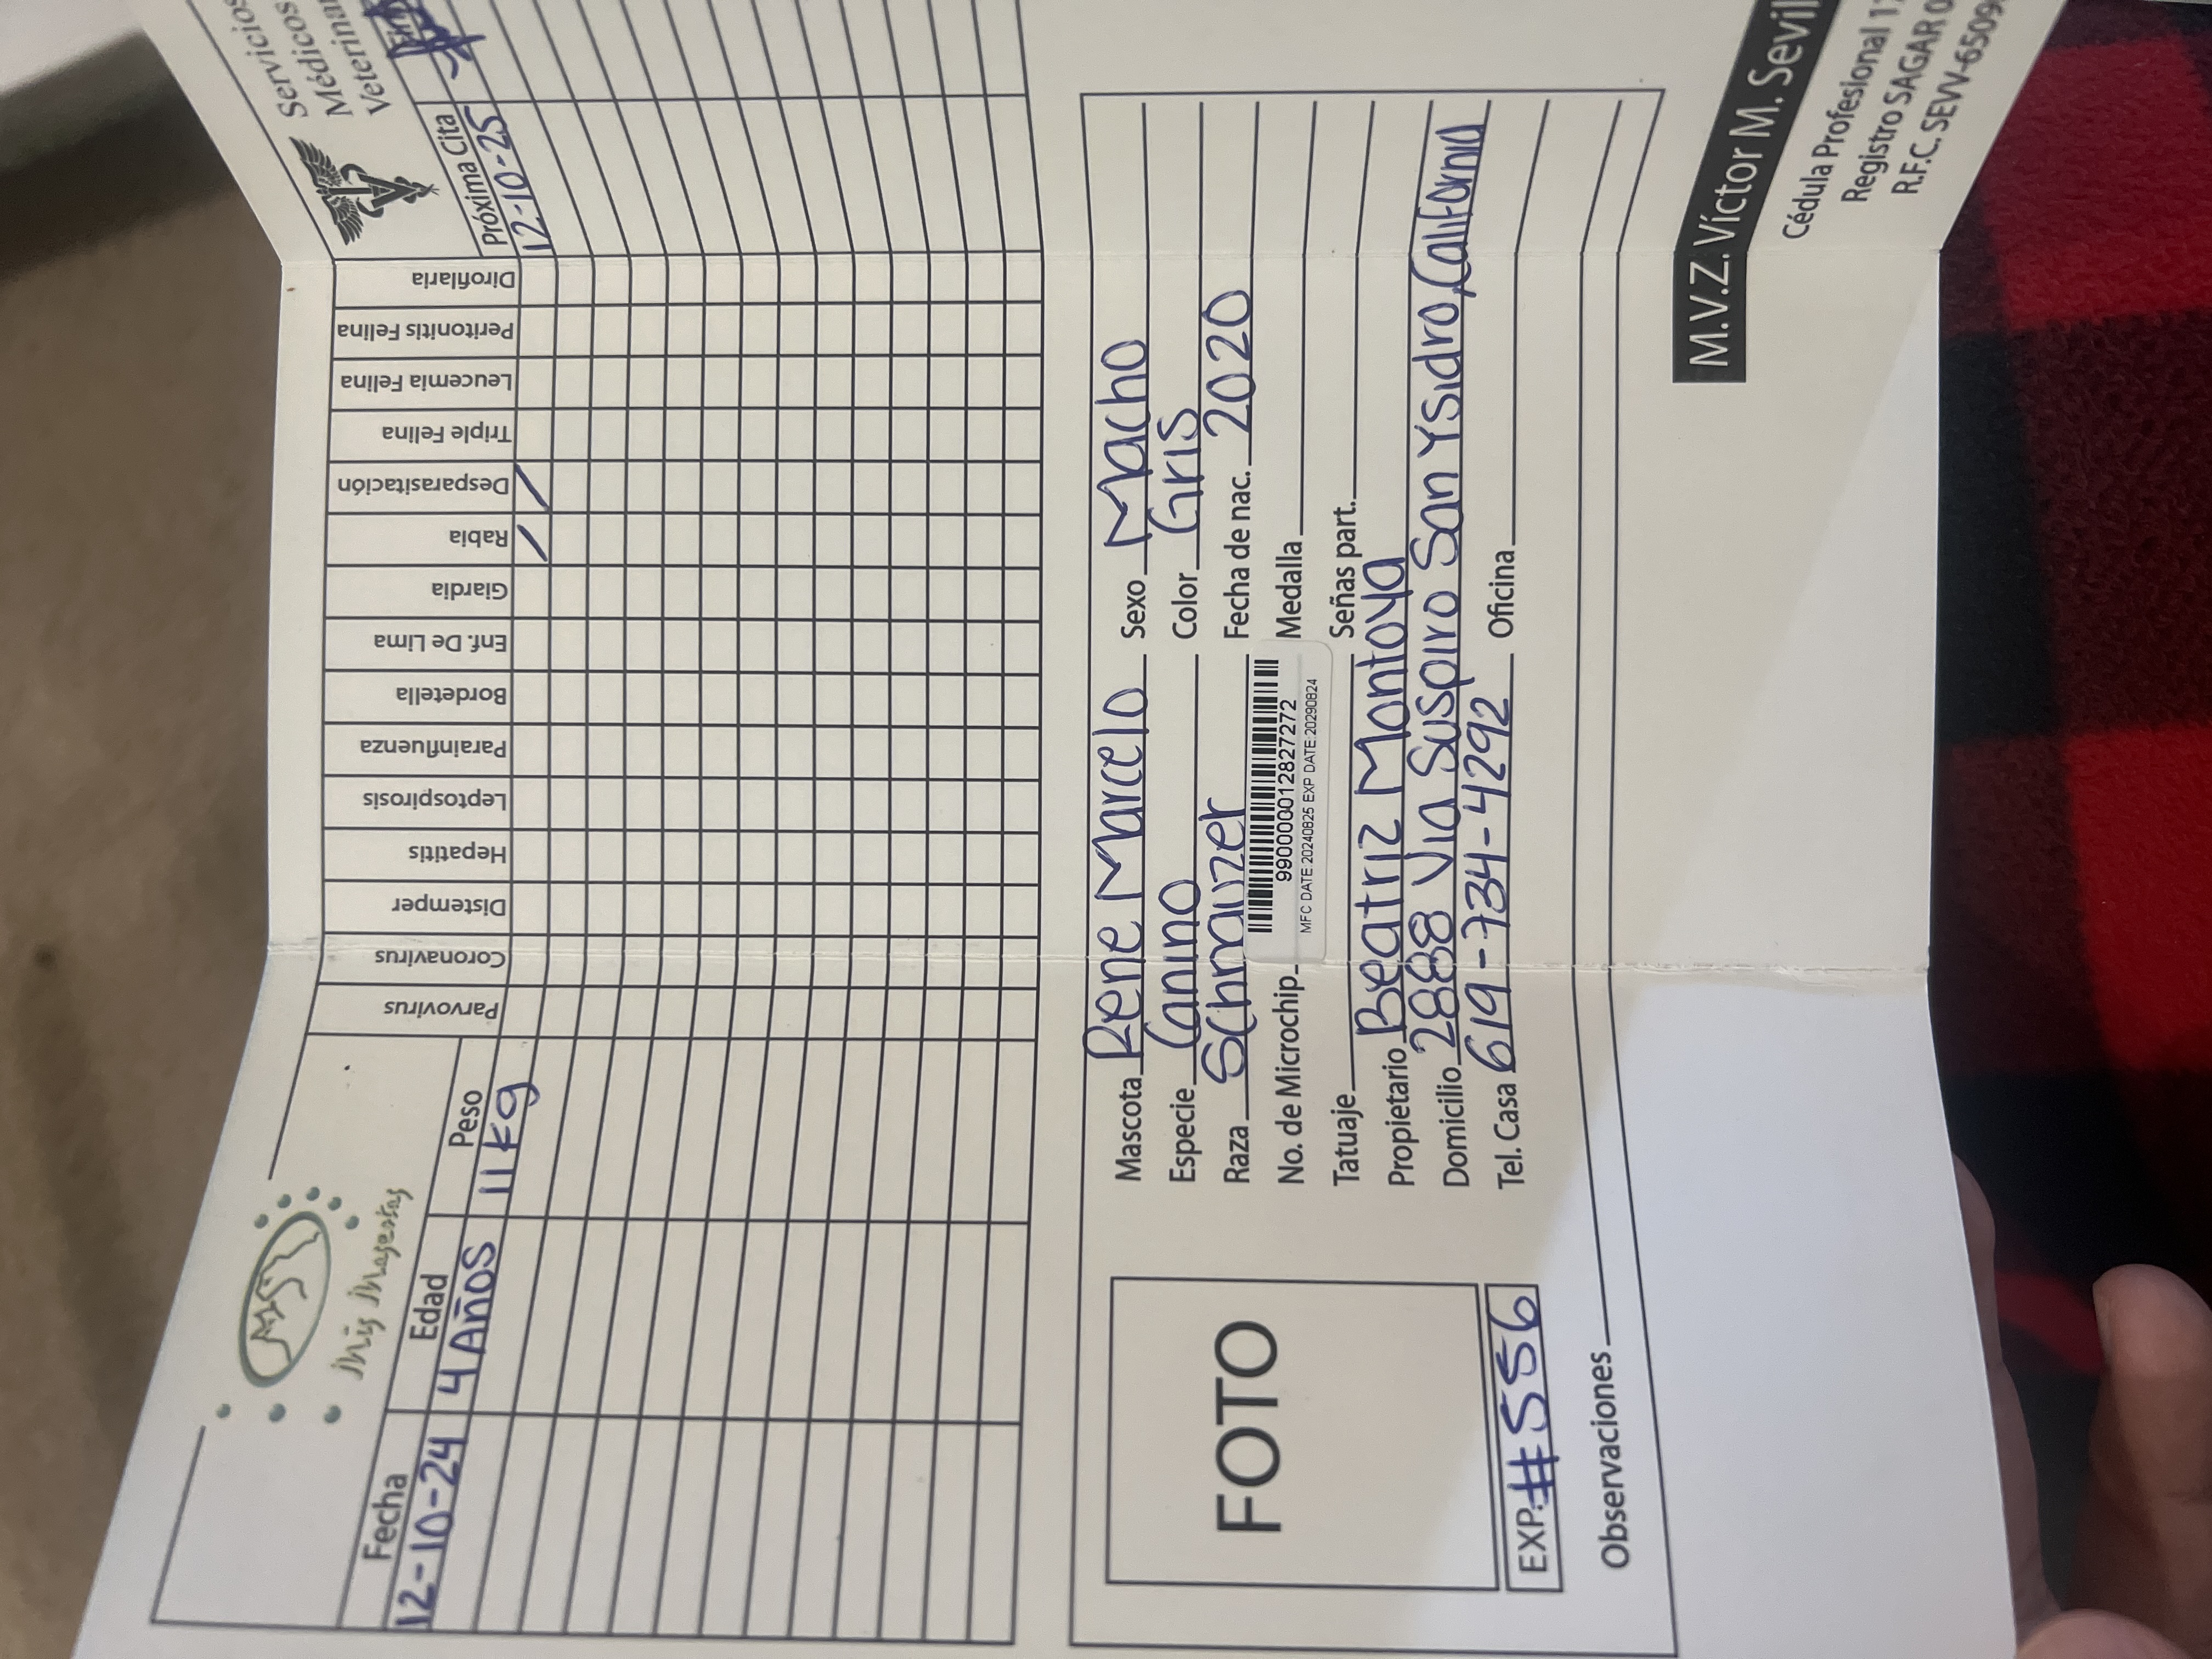 Mis Mascotas
Servicios
Médicos
Fecha Edad Peso Parvovirus Coronavirus Distemper Hepatitis Leptospirosis Parainfluenza Bordetella Enf. De Lima Giardia Rabia Desparasitación Triple Felina Leucemia Felina Peritonitis Felina Dirofilaria Próxima Cita
12-10-24 4 Años 11 kg / / 12-10-25
FOTO
EXP. #556
Mascota Rene Marcelo Sexo Macho
Especie Canino Color Gris
Raza Schnauzer Fecha de nac. 2020
No. de Microchip 990000012827272 Medalla
MFC DATE:20240825 EXP DATE:20290824
Tatuaje Señas part.
Propietario Beatriz Montoya
Domicilio 2888 Via Suspiro San Ysidro, California
Tel. Casa 619-734-4292 Oficina
Observaciones
M.V.Z. Víctor M. Sevil
Cédula Profesional 1
Registro SAGAR 0
R.F.C. SEVV-6509